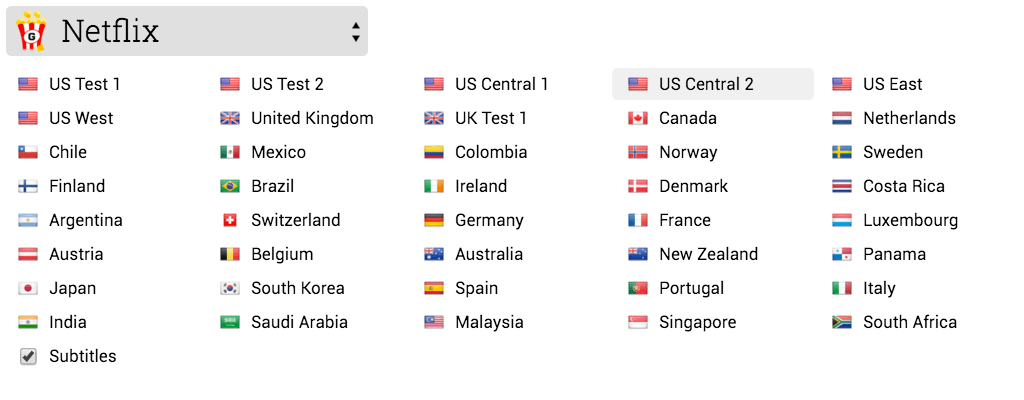 G Netflix
US Test 1 US Test 2 US Central 1 US Central 2 US East
US West United Kingdom UK Test 1 Canada Netherlands
Chile Mexico Colombia Norway Sweden
Finland Brazil Ireland Denmark Costa Rica
Argentina Switzerland Germany France Luxembourg
Austria Belgium Australia New Zealand Panama
Japan South Korea Spain Portugal Italy
India Saudi Arabia Malaysia Singapore South Africa
Subtitles